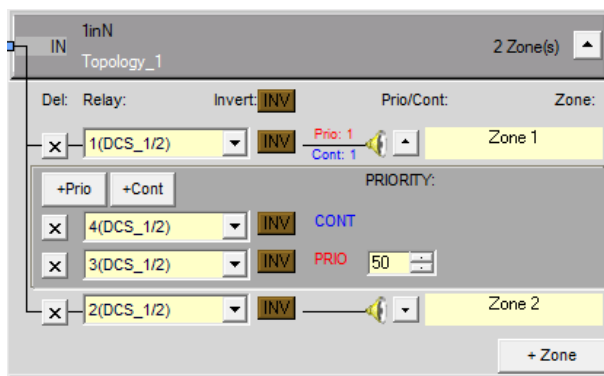 1inN
IN 2 Zone(s)
Topology_1
Del: Relay: Invert: INV Prio/Cont: Zone:
X 1(DCS_1/2) INV Prio: 1 Zone 1
Cont: 1
+Prio +Cont PRIORITY:
X 4(DCS_1/2) INV CONT
X 3(DCS_1/2) INV PRIO 50
X 2(DCS_1/2) INV Zone 2
+ Zone